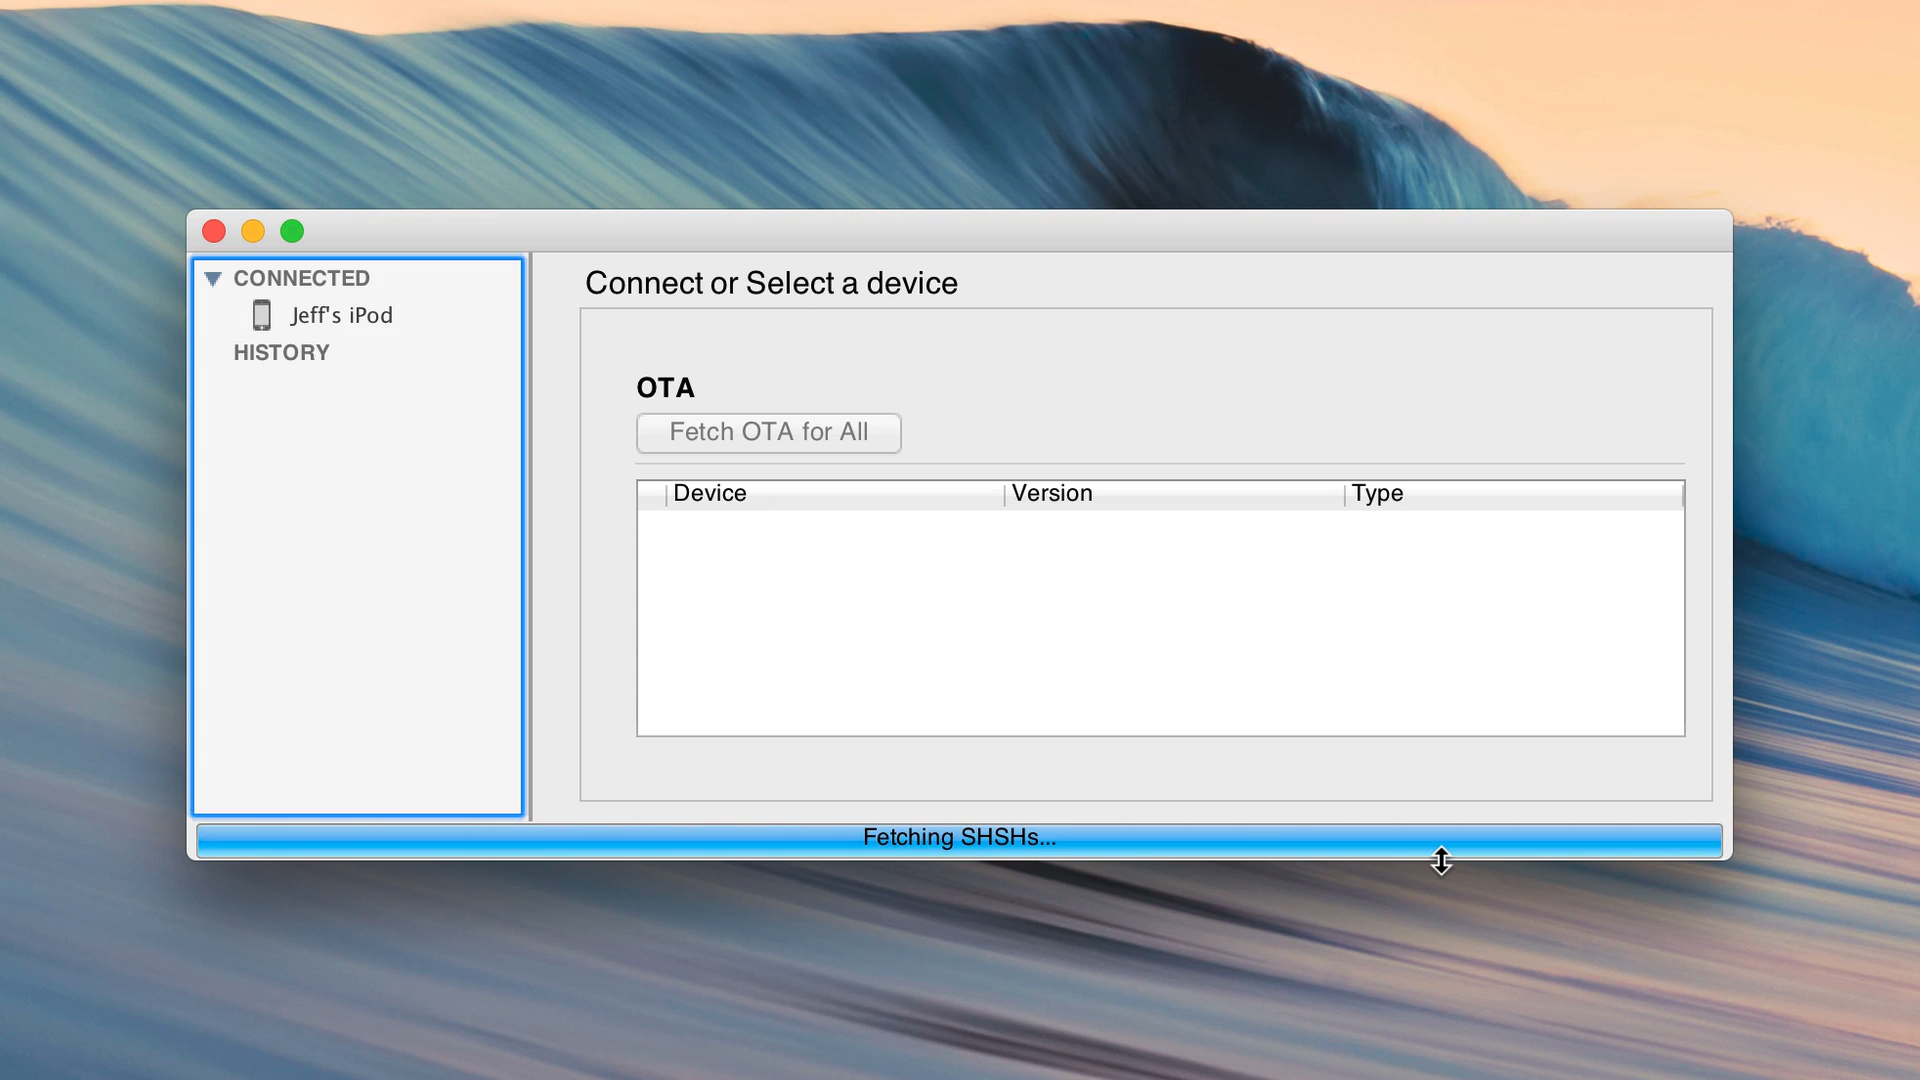 CONNECTED
Jeff's iPod
HISTORY
Connect or Select a device
OTA
Fetch OTA for All
Device Version Type
Fetching SHSHs...